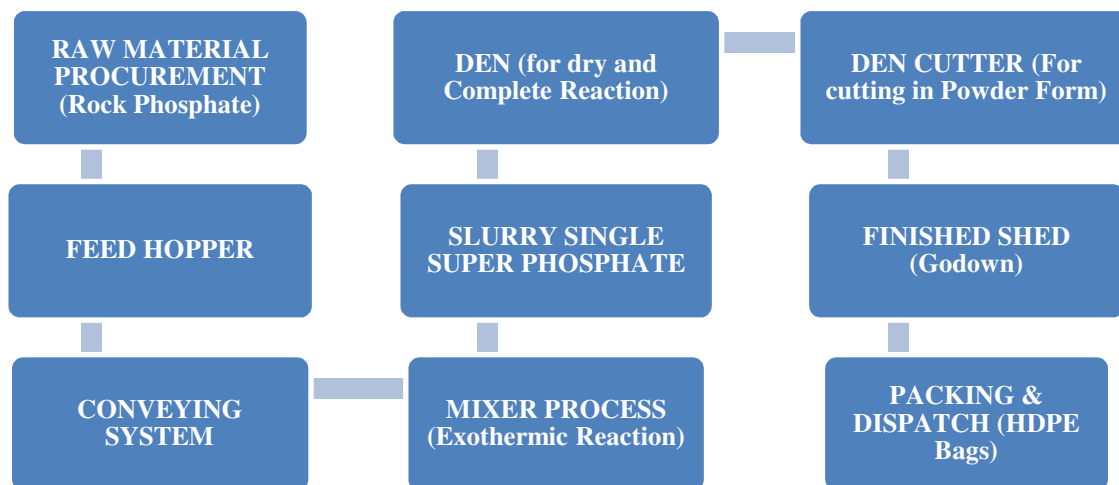 RAW MATERIAL
PROCUREMENT
(Rock Phosphate)
FEED HOPPER
CONVEYING
SYSTEM
MIXER PROCESS
(Exothermic Reaction)
SLURRY SINGLE
SUPER PHOSPHATE
DEN (for dry and
Complete Reaction)
DEN CUTTER (For
cutting in Powder Form)
FINISHED SHED
(Godown)
PACKING &
DISPATCH (HDPE
Bags)